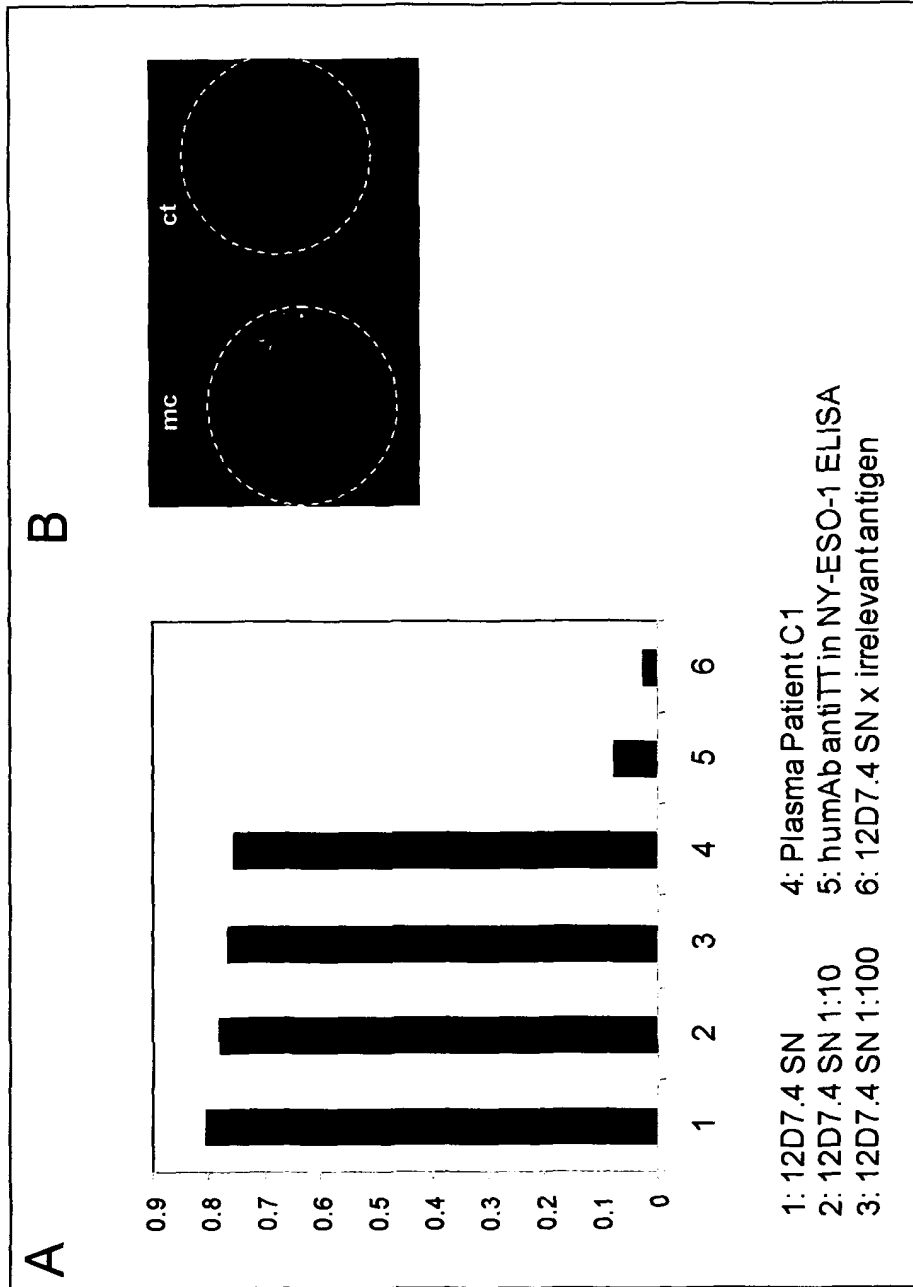 A
B
0.9
0.8
0.7
0.6
0.5
0.4
0.3
0.2
0.1
0
1 2 3 4 5 6
mc ct
1: 12D7.4 SN
2: 12D7.4 SN 1:10
3: 12D7.4 SN 1:100
4: Plasma Patient C1
5: humAb antiTT in NY-ESO-1 ELISA
6: 12D7.4 SN x irrelevant antigen